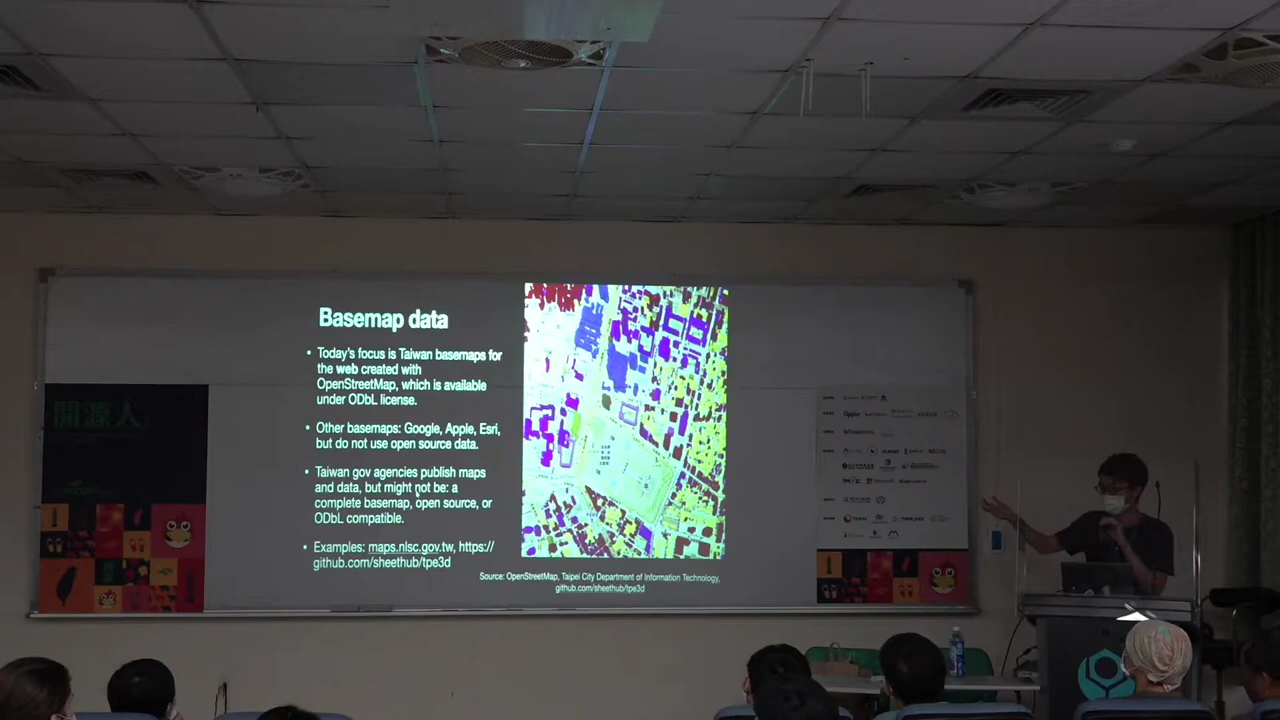 Basemap data
• Today's focus is Taiwan basemaps for
the web created with
OpenStreetMap, which is available
under ODbL license.
• Other basemaps: Google, Apple, Esri,
but do not use open source data.
• Taiwan gov agencies publish maps
and data, but might not be: a
complete basemap, open source, or
ODbL compatible.
• Examples: maps.nlsc.gov.tw, https://
github.com/sheethub/tpe3d
Source: OpenStreetMap, Taipei City Department of Information Technology,
github.com/sheethub/tpe3d
開源人